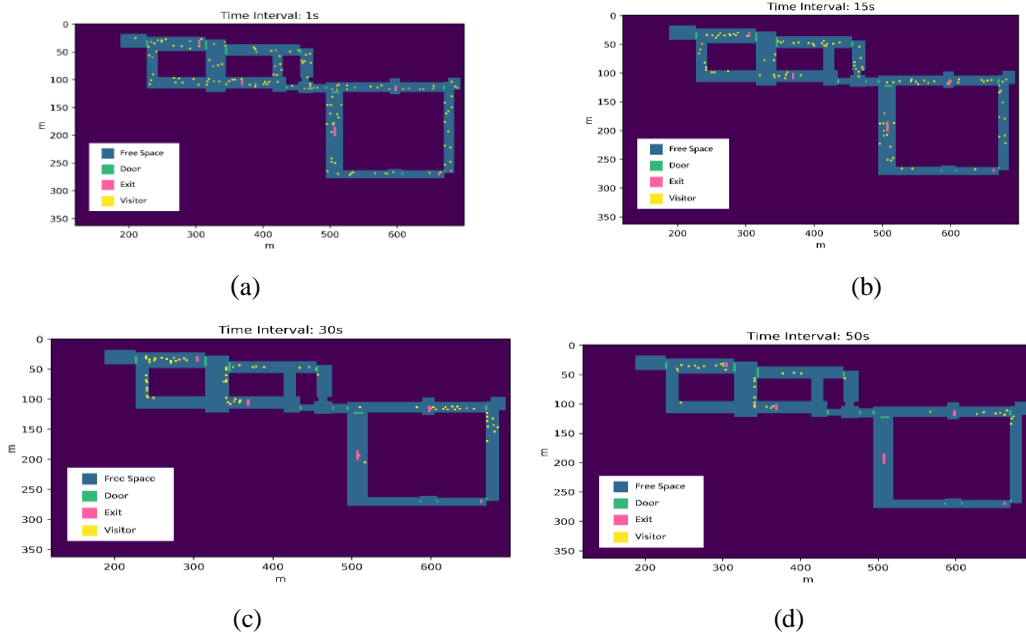 Time Interval: 1s
0
50
100
150
200
250
300
350
m
Free Space
Door
Exit
Visitor
200
300
400
500
600
m
(a)
Time Interval: 15s
0
50
100
150
200
250
300
350
m
Free Space
Door
Exit
Visitor
200
300
400
500
600
m
(b)
Time Interval: 30s
0
50
100
150
200
250
300
350
m
Free Space
Door
Exit
Visitor
200
300
400
500
600
m
(c)
Time Interval: 50s
0
50
100
150
200
250
300
350
m
Free Space
Door
Exit
Visitor
200
300
400
500
600
m
(d)